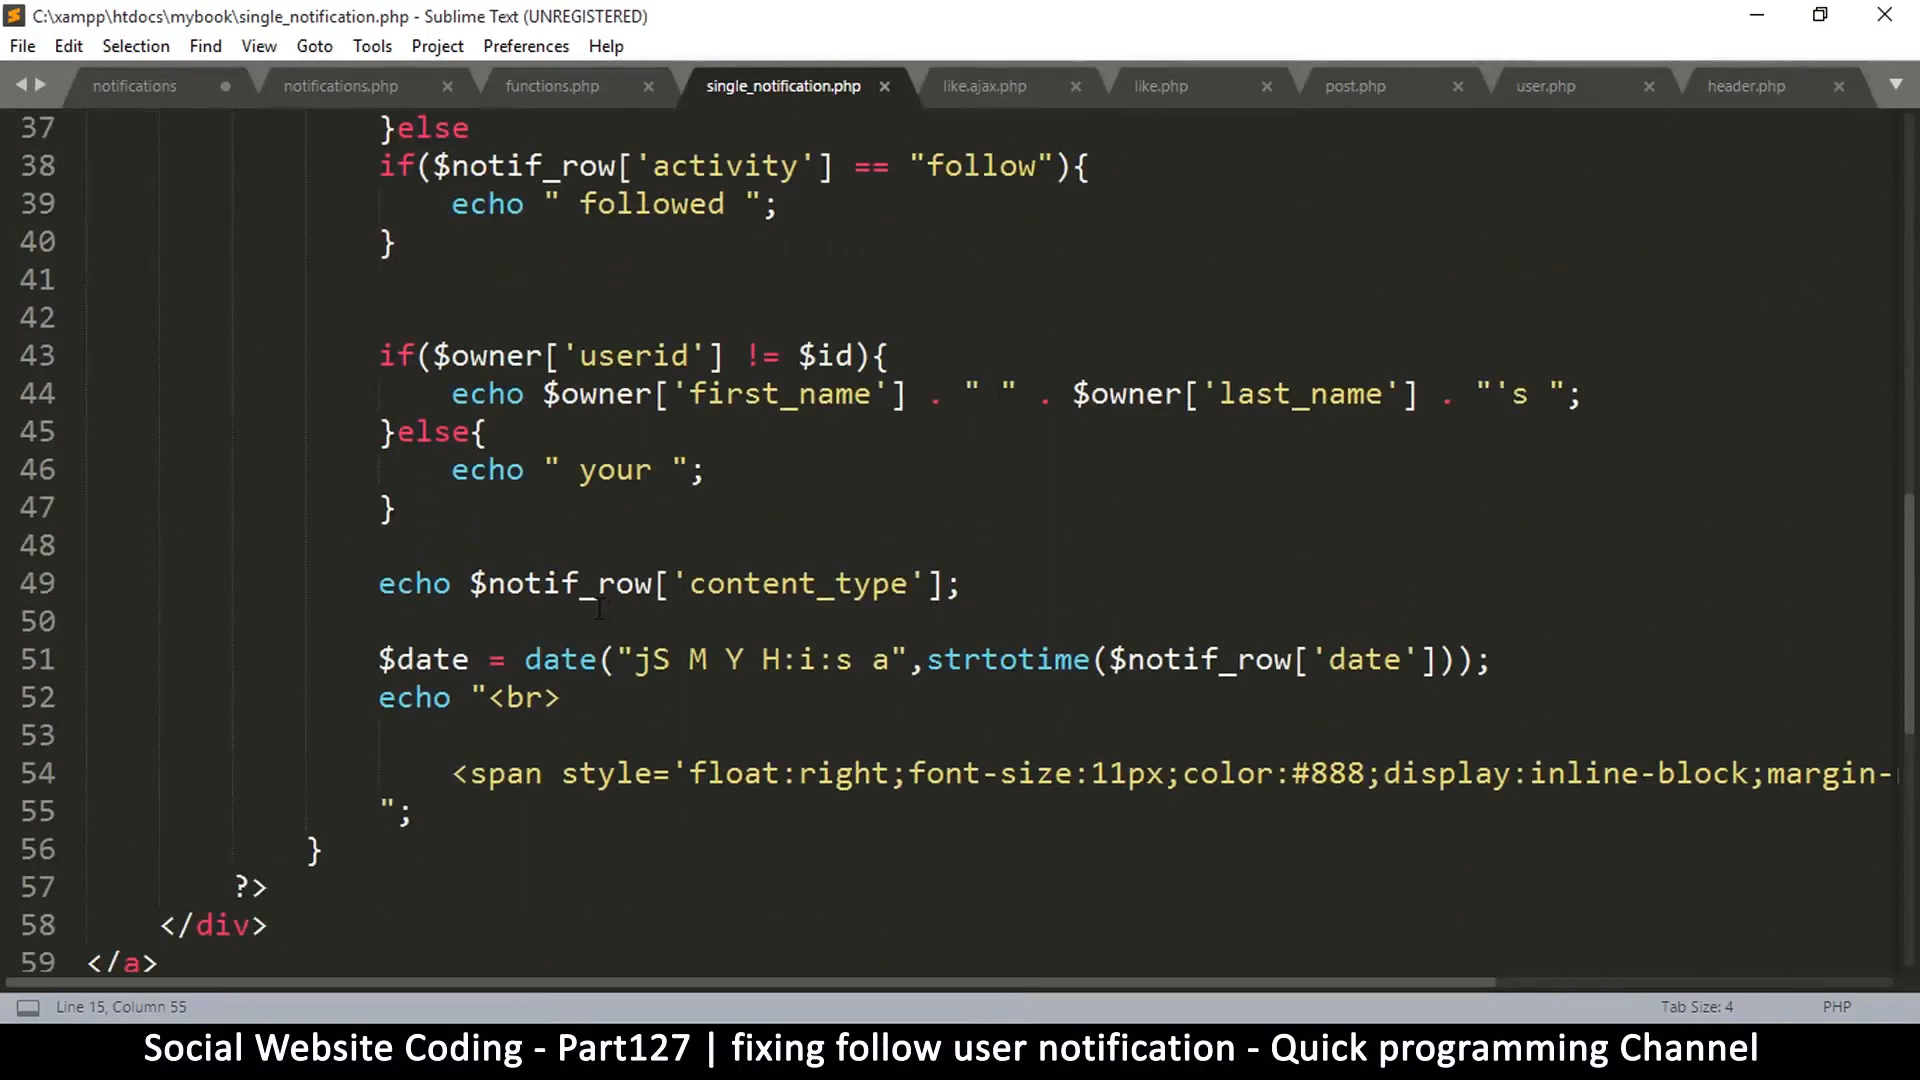 C:\xampp\htdocs\mybook\single_notification.php - Sublime Text (UNREGISTERED)
File Edit Selection Find View Goto Tools Project Preferences Help
notifications notifications.php functions.php single_notification.php like.ajax.php like.php post.php user.php header.php
37 }else
38 if($notif_row['activity'] == "follow"){
39 echo " followed ";
40 }
41
42
43 if($owner['userid'] != $id){
44 echo $owner['first_name'] . " " . $owner['last_name'] . "'s ";
45 }else{
46 echo " your ";
47 }
48
49 echo $notif_row['content_type'];
50
51 $date = date("jS M Y H:i:s a",strtotime($notif_row['date']));
52 echo "<br>
53
54 <span style='float:right;font-size:11px;color:#888;display:inline-block;margin-
55 ";
56 }
57 ?>
58 </div>
59 </a>
Line 15, Column 55 Tab Size: 4 PHP
Social Website Coding - Part127 | fixing follow user notification - Quick programming Channel